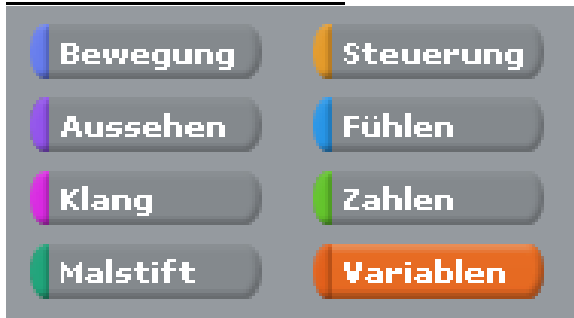 Bewegung
Steuerung
Aussehen
Fühlen
Klang
Zahlen
Malstift
Variablen